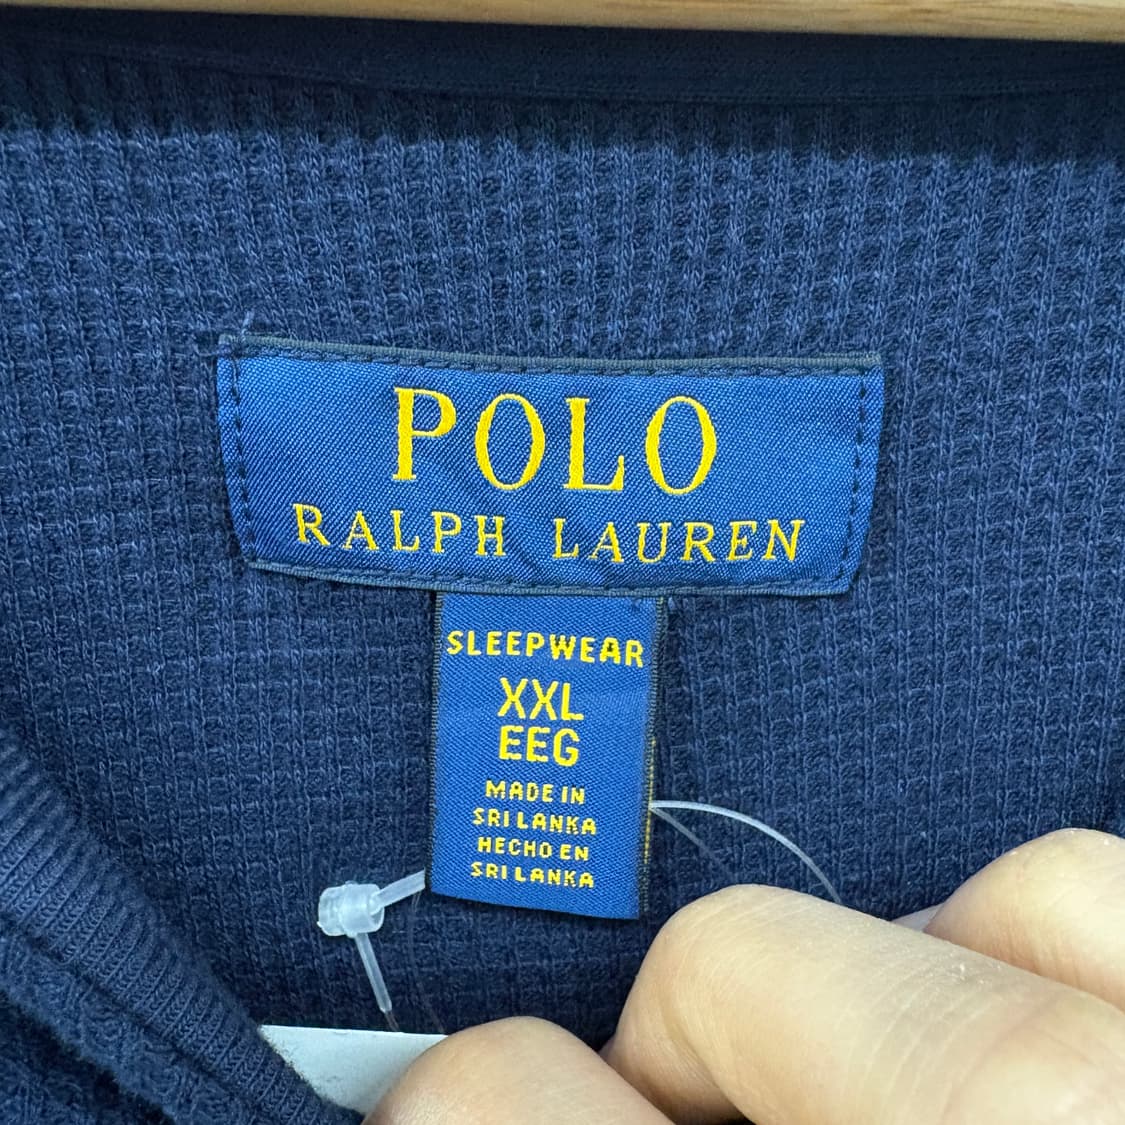 POLO
RALPH LAUREN
SLEEPWEAR
XXL
EEG
MADE IN
SRI LANKA
HECHO EN
SRI LANKA